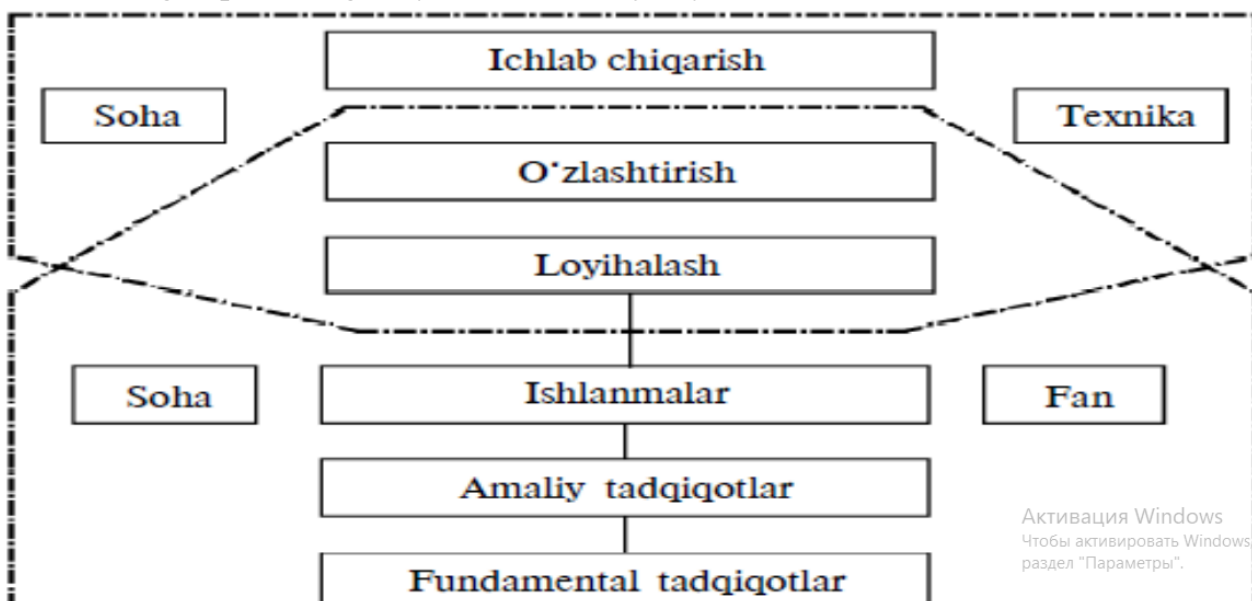 Ichlab chiqarish
Soha
Texnika
O‘zlashtirish
Loyihalash
Soha
Ishlanmalar
Fan
Amaliy tadqiqotlar
Fundamental tadqiqotlar
Активация Windows
Чтобы активировать Windows,
раздел "Параметры".